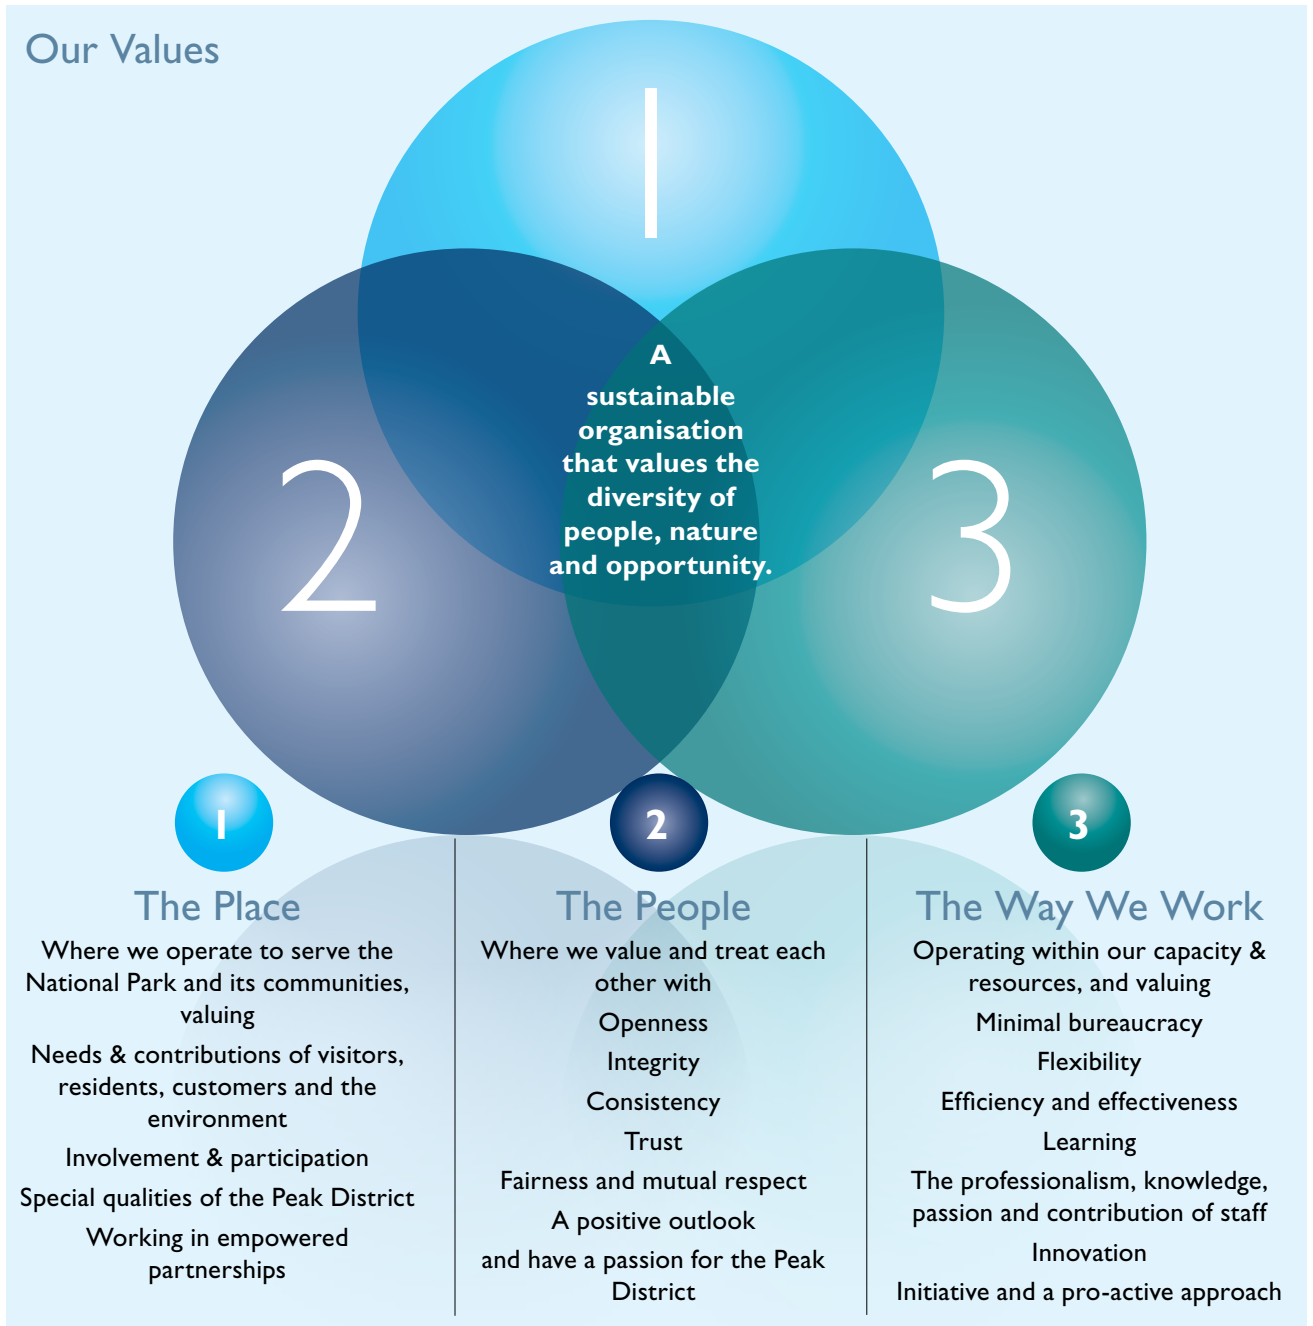 Our Values
1
2
3
A
sustainable
organisation
that values the
diversity of
people, nature
and opportunity.
1
The Place
Where we operate to serve the
National Park and its communities,
valuing
Needs & contributions of visitors,
residents, customers and the
environment
Involvement & participation
Special qualities of the Peak District
Working in empowered
partnerships
2
The People
Where we value and treat each
other with
Openness
Integrity
Consistency
Trust
Fairness and mutual respect
A positive outlook
and have a passion for the Peak
District
3
The Way We Work
Operating within our capacity &
resources, and valuing
Minimal bureaucracy
Flexibility
Efficiency and effectiveness
Learning
The professionalism, knowledge,
passion and contribution of staff
Innovation
Initiative and a pro-active approach